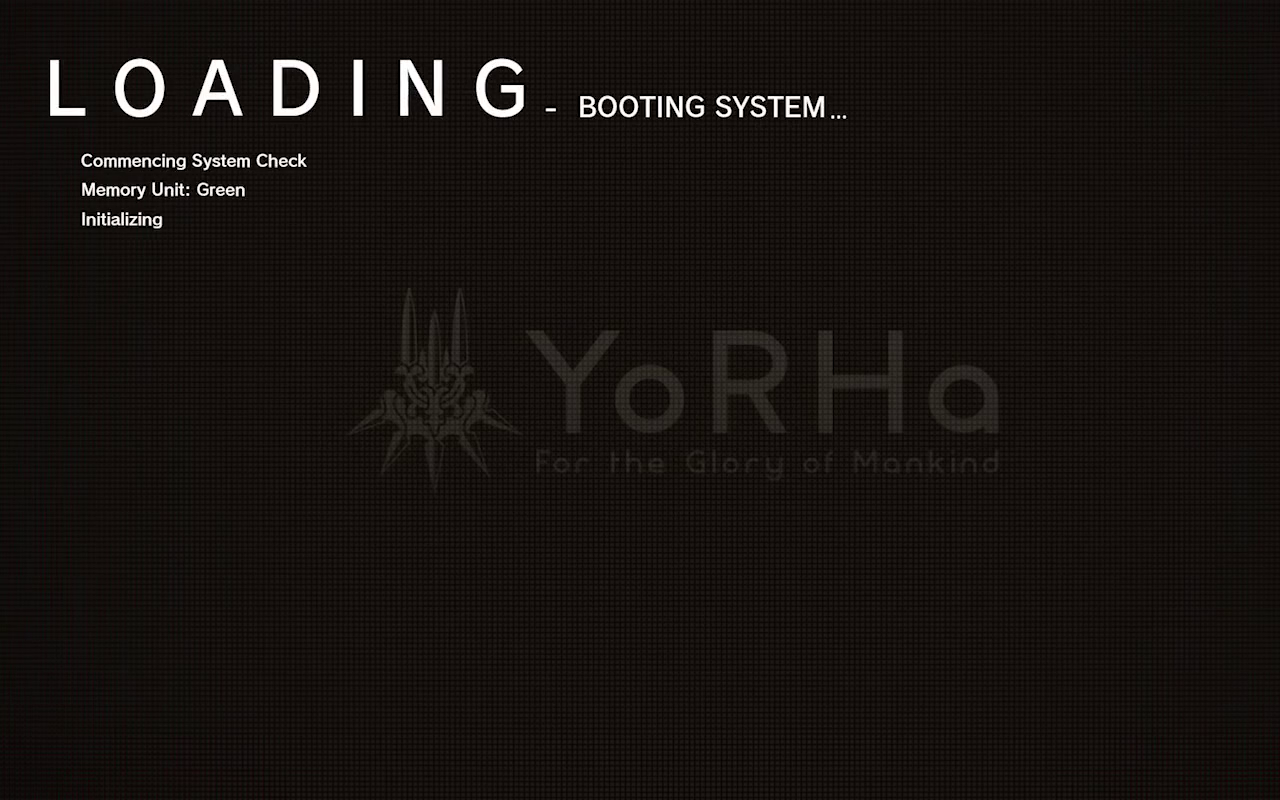 LOADING - BOOTING SYSTEM...
Commencing System Check
Memory Unit: Green
Initializing
YoRHa
For the Glory of Mankind